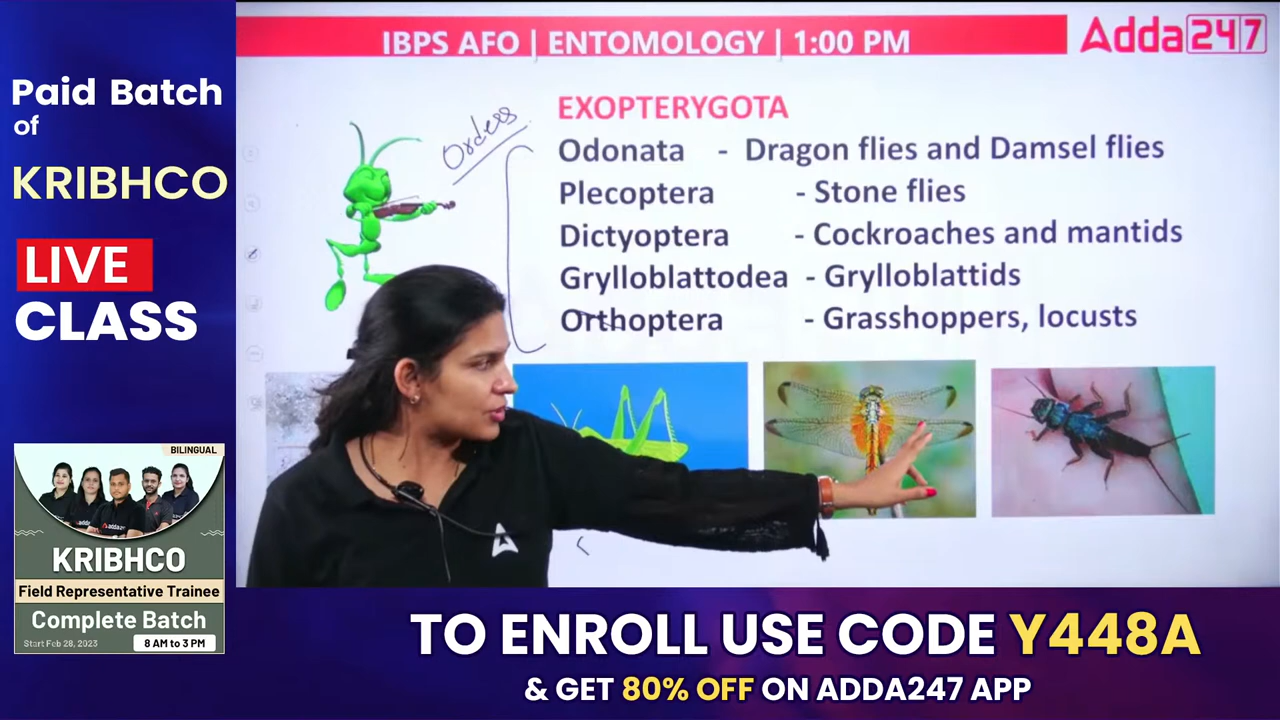 Paid Batch
of
KRIBHCO
LIVE
CLASS
BILINGUAL
adda247
KRIBHCO
Field Representative Trainee
Complete Batch
Start Feb 28, 2023
8 AM to 3 PM
IBPS AFO | ENTOMOLOGY | 1:00 PM
Adda247
Orders
EXOPTERYGOTA
Odonata - Dragon flies and Damsel flies
Plecoptera - Stone flies
Dictyoptera - Cockroaches and mantids
Grylloblattodea - Grylloblattids
Orthoptera - Grasshoppers, locusts
TO ENROLL USE CODE Y448A
& GET 80% OFF ON ADDA247 APP